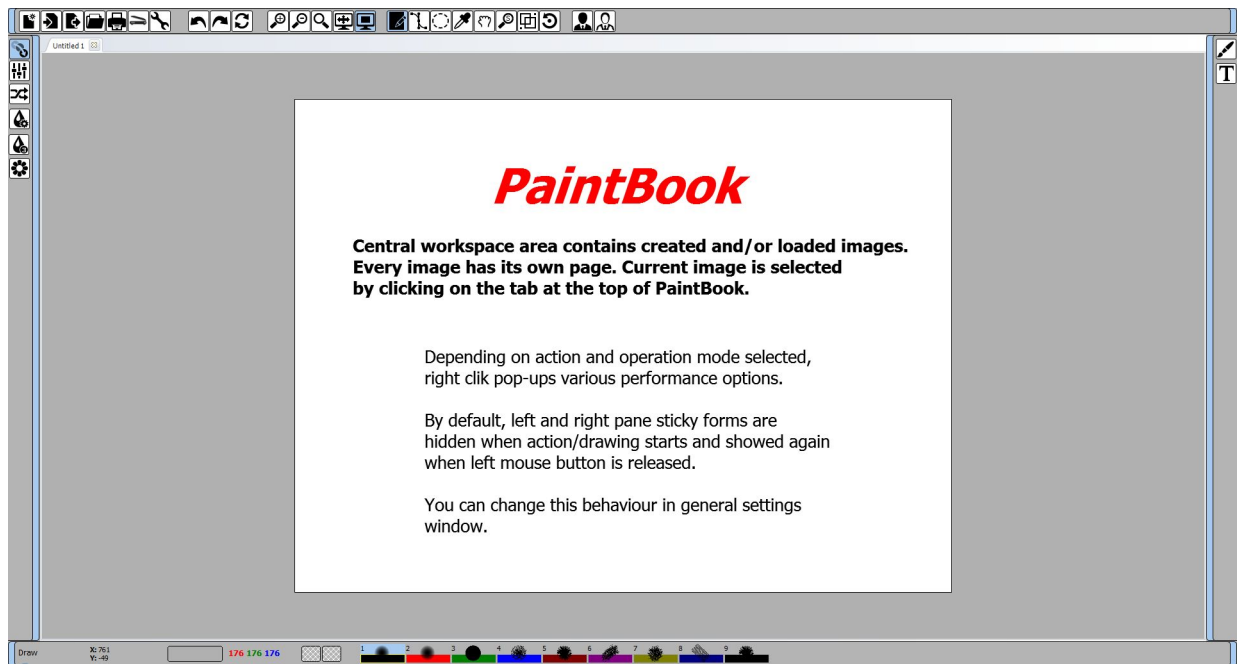 Untitled 1
T
PaintBook
Central workspace area contains created and/or loaded images.
Every image has its own page. Current image is selected
by clicking on the tab at the top of PaintBook.
Depending on action and operation mode selected,
right clik pop-ups various performance options.
By default, left and right pane sticky forms are
hidden when action/drawing starts and showed again
when left mouse button is released.
You can change this behaviour in general settings
window.
Draw
X: 761
Y: -49
176 176 176
1 2 3 4 5 6 7 8 9